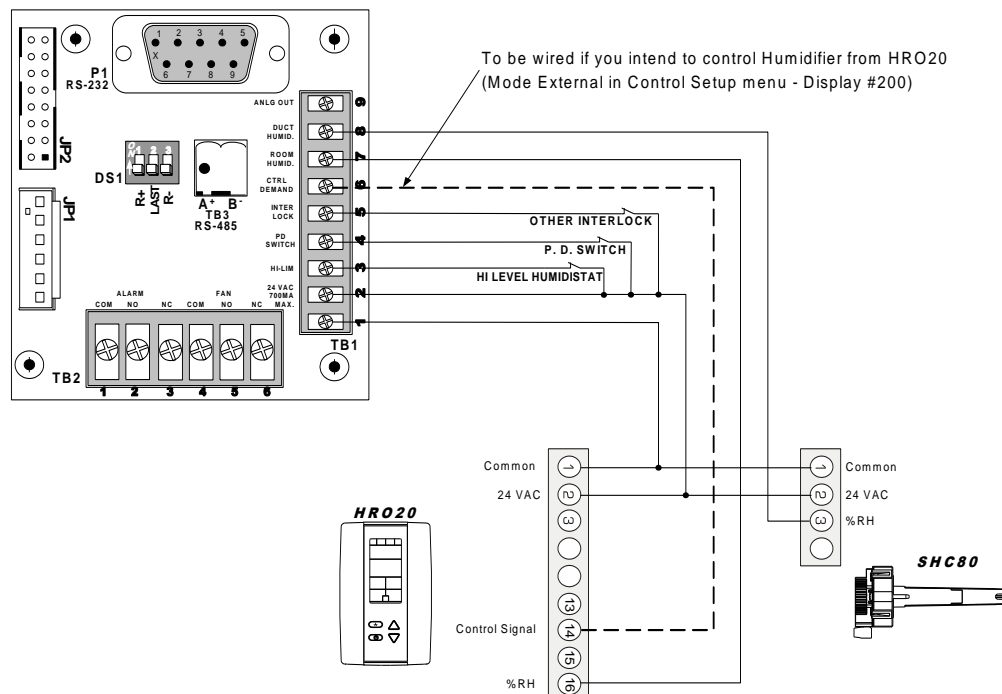 1 2 3 4 5
X
6 7 8 9
P1
RS-232
JP2
O N
1 2 3
DS1
R+ LAST R-
A+ B-
TB3
RS-485
JP1
ANLG OUT 9
DUCT HUMID. 8
ROOM HUMID. 7
CTRL DEMAND 6
INTER LOCK 5
PD SWITCH 4
HI-LIM 3
24 VAC 700MA MAX. 2
1
TB1
ALARM FAN
COM NO NC COM NO NC
TB2
1 2 3 4 5 6
To be wired if you intend to control Humidifier from HRO20
(Mode External in Control Setup menu - Display #200)
OTHER INTERLOCK
P. D. SWITCH
HI LEVEL HUMIDISTAT
HRO20
Common 1
24 VAC 2
3
13
Control Signal 14
15
%RH 16
1 Common
2 24 VAC
3 %RH
SHC80